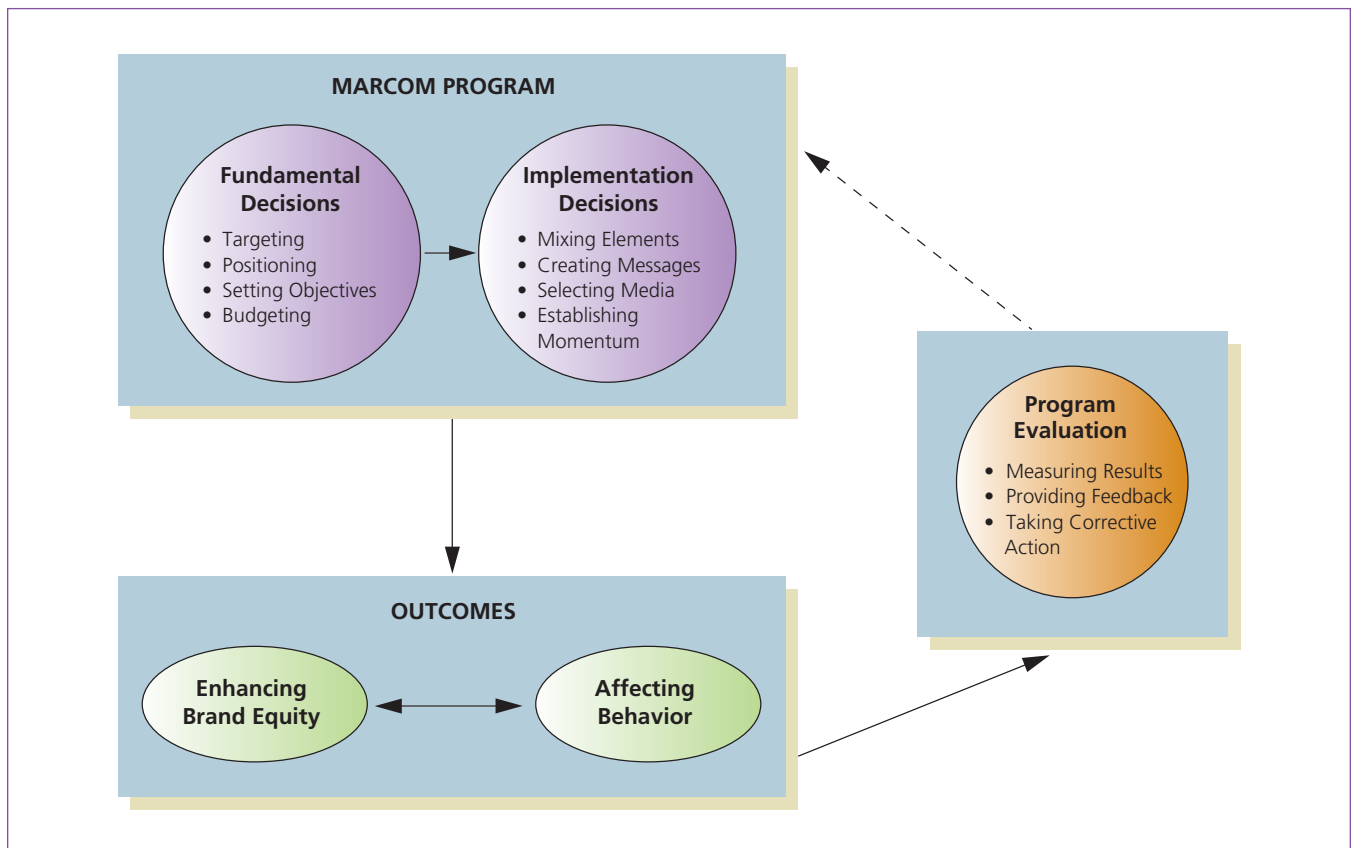 MARCOM PROGRAM
Fundamental
Decisions
• Targeting
• Positioning
• Setting Objectives
• Budgeting
Implementation
Decisions
• Mixing Elements
• Creating Messages
• Selecting Media
• Establishing
Momentum
Program
Evaluation
• Measuring Results
• Providing Feedback
• Taking Corrective
Action
OUTCOMES
Enhancing
Brand Equity
Affecting
Behavior